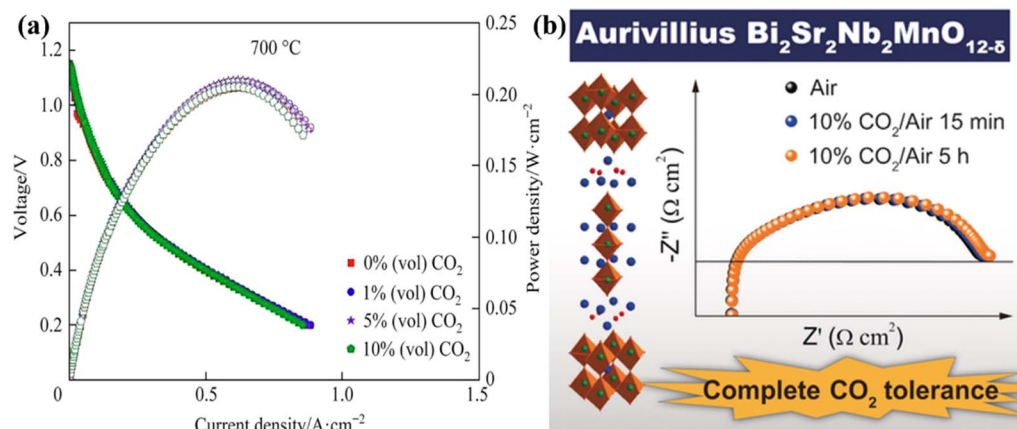 (a)
700 °C
1.2
1.0
0.8
0.6
0.4
0.2
Voltage/V
0
0.5
1.0
1.5
Current density/A·cm⁻²
0.25
0.20
0.15
0.10
0.05
0
Power density/W·cm⁻²
0% (vol) CO₂
1% (vol) CO₂
5% (vol) CO₂
10% (vol) CO₂
(b)
Aurivillius Bi₂Sr₂Nb₂MnO₁₂₋δ
Air
10% CO₂/Air 15 min
10% CO₂/Air 5 h
-Z" (Ω cm²)
Z' (Ω cm²)
Complete CO₂ tolerance